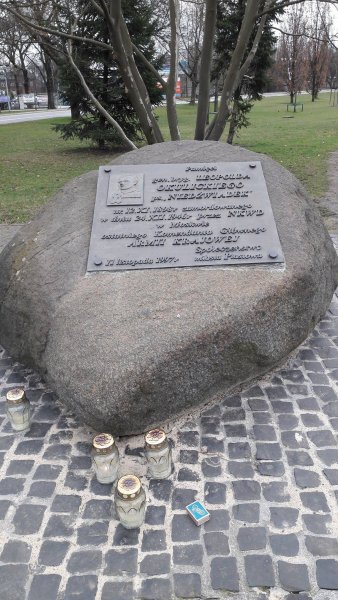 Pamięci
gen. bryg. LEOPOLDA
OKULICKIEGO
ps. „NIEDŹWIADEK"
ur. 12.XI.1898r zamordowanego
w dniu 24.XII.1946r przez NKWD
w Moskwie
ostatniego Komendanta Głównego
ARMII KRAJOWEJ
Społeczeństwo
11 listopada 1997r miasta Piastowa